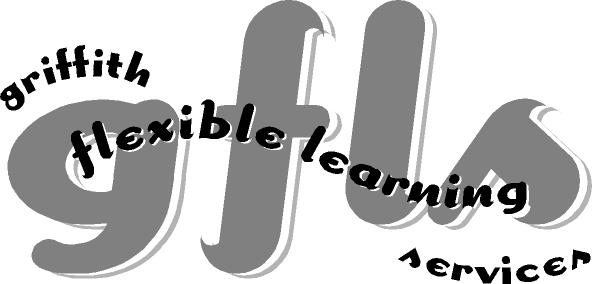 griffith
gfls
flexible learning
services